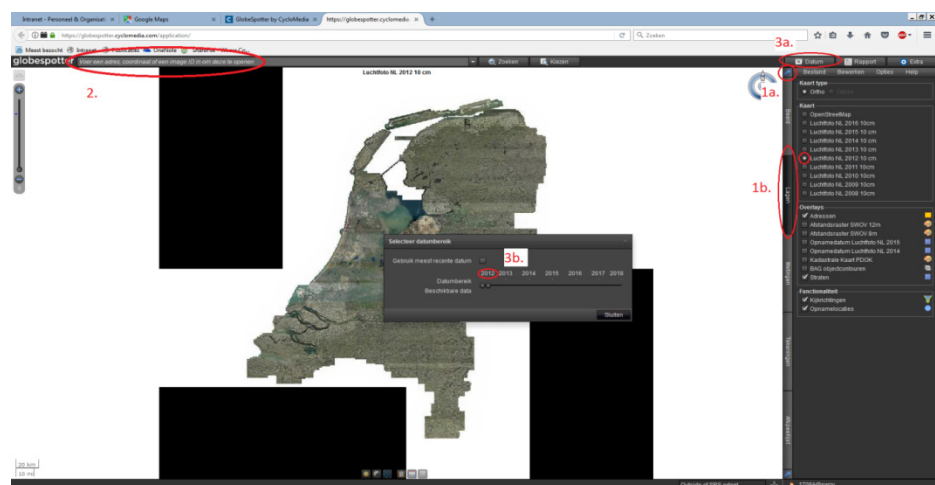 Intranet - Personeel & Organisati
Google Maps
GlobeSpotter by CycloMedia
https://globespotter.cyclomedia
https://globespotter.cyclomedia.com/application/
Zoeken
Meest bezocht
Intranet
3a.
globespotter
Voer een adres, coordinaat of een image ID in om deze te openen
Zoeken
Kiezen
Datum
Rapport
Extra
2.
Luchtfoto NL 2012 10 cm
1a.
Bestand
Bewerken
Opties
Help
Kaart type
Ortho
Kaart
OpenStreetMap
Luchtfoto NL 2016 10cm
Luchtfoto NL 2015 10 cm
Luchtfoto NL 2014 10 cm
Luchtfoto NL 2013 10 cm
Luchtfoto NL 2012 10 cm
Luchtfoto NL 2011 10cm
Luchtfoto NL 2010 10cm
Luchtfoto NL 2009 10cm
Luchtfoto NL 2008 10cm
Beeld
1b.
Lagen
Overlays
Adressen
Afstandsraster SWOV 12m
Afstandsraster SWOV 8m
Opnamedatum Luchtfoto NL 2015
Opnamedatum Luchtfoto NL 2014
Kadastrale Kaart PDOK
BAG objectcontouren
Straten
Functionaliteit
Kijkrichtingen
Opnamelocaties
Metingen
Tekeningen
Selecteer datumbereik
Gebruik meest recente datum
3b.
2012 2013 2014 2015 2016 2017 2018
Datumbereik
Beschikbare data
Sluiten
20 km
10 mi